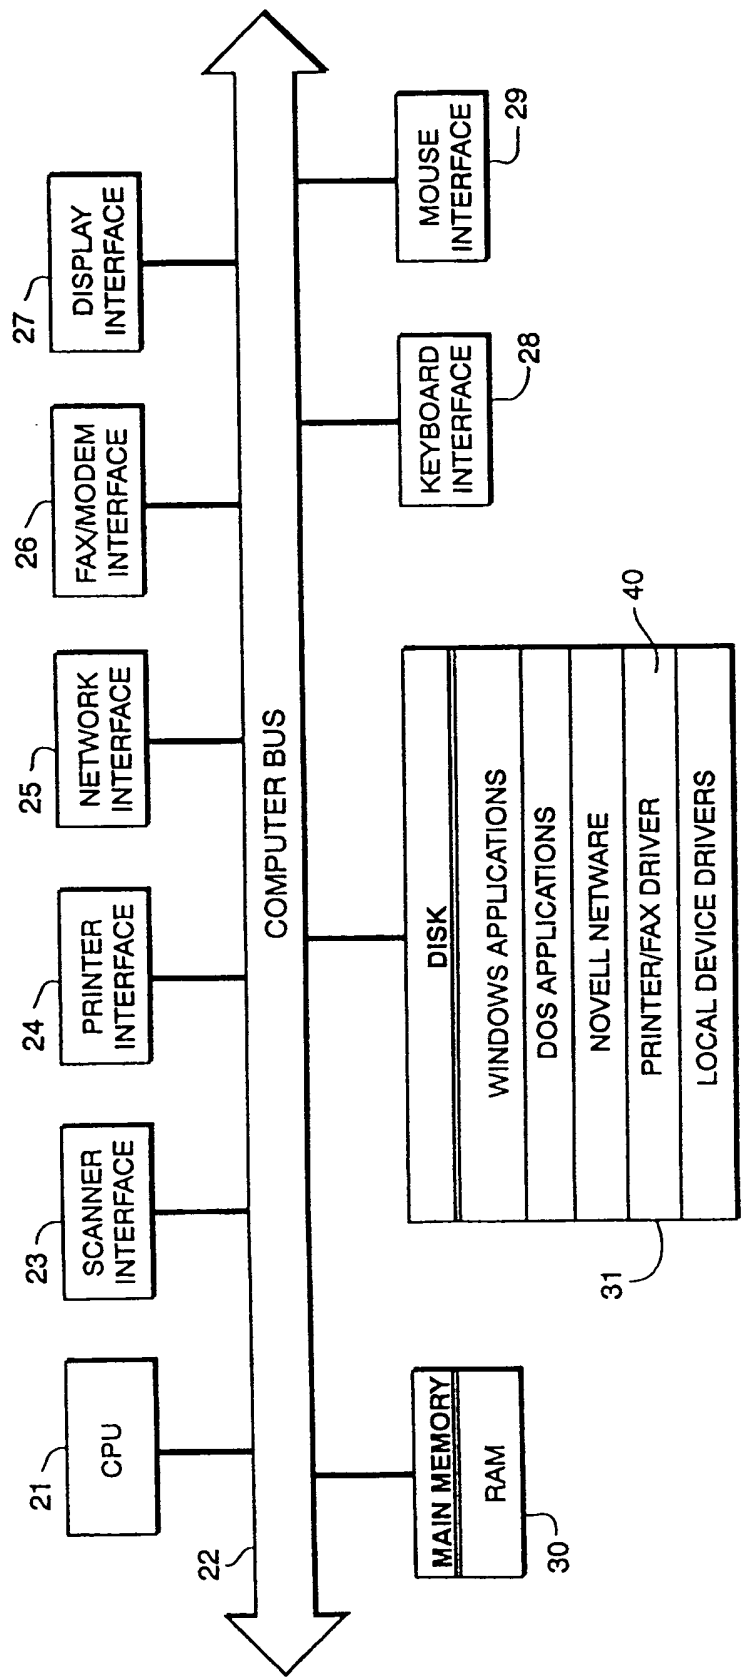 21
CPU
23
SCANNER
INTERFACE
24
PRINTER
INTERFACE
25
NETWORK
INTERFACE
26
FAX/MODEM
INTERFACE
27
DISPLAY
INTERFACE
22
COMPUTER BUS
MAIN MEMORY
RAM
30
DISK
WINDOWS APPLICATIONS
DOS APPLICATIONS
NOVELL NETWARE
PRINTER/FAX DRIVER
LOCAL DEVICE DRIVERS
31
40
KEYBOARD
INTERFACE
28
MOUSE
INTERFACE
29